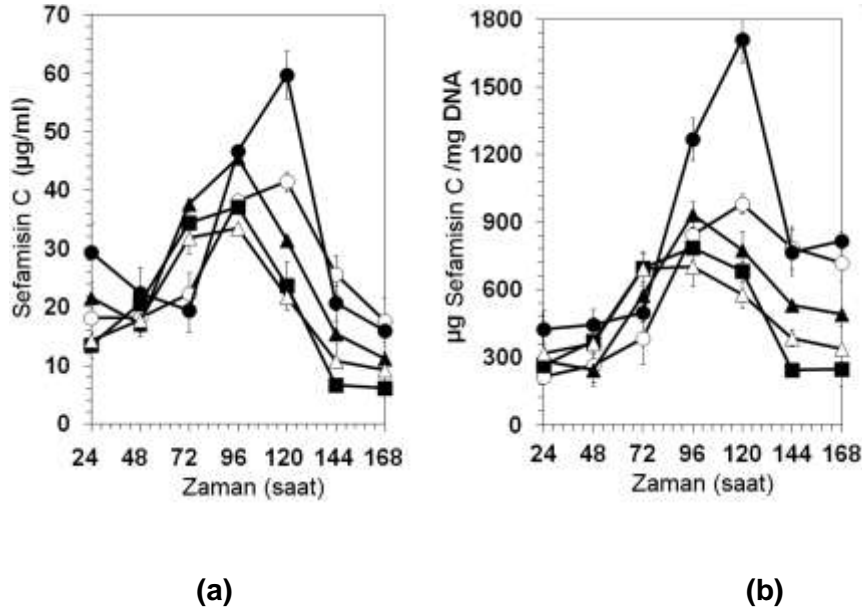 70
60
50
40
30
20
10
0
Sefamisin C (µg/ml)
24 48 72 96 120 144 168
Zaman (saat)
(a)
1800
1500
1200
900
600
300
0
µg Sefamisin C /mg DNA
24 48 72 96 120 144 168
Zaman (saat)
(b)